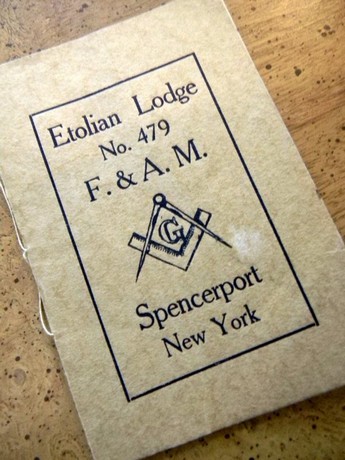 Etolian Lodge
No. 479
F. & A. M.
G
Spencerport
New York